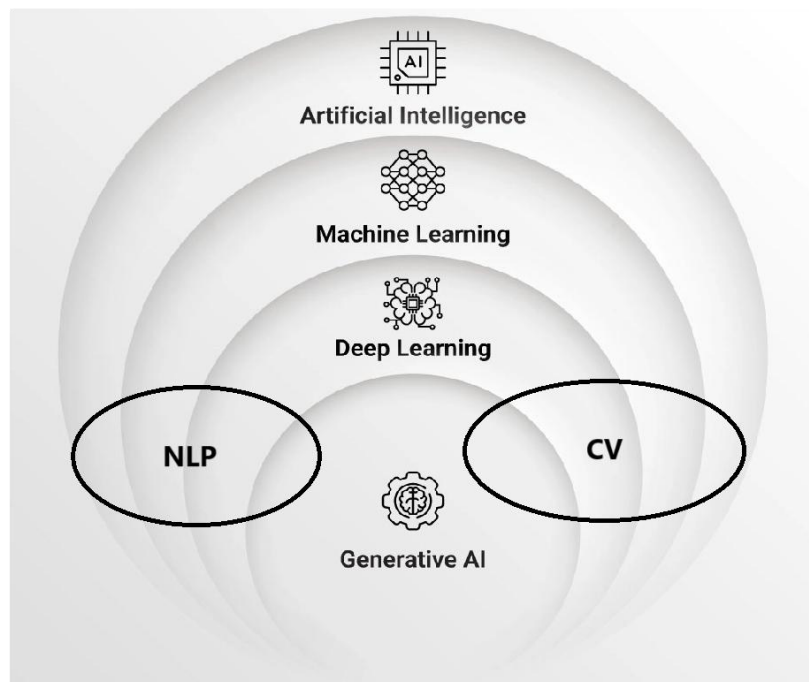 AI
Artificial Intelligence
Machine Learning
Deep Learning
NLP
CV
Generative AI